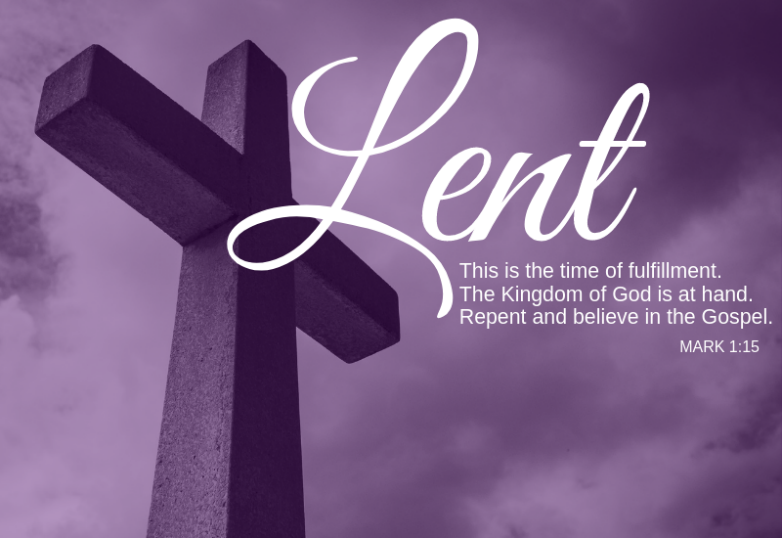 Lent
This is the time of fulfillment.
The Kingdom of God is at hand.
Repent and believe in the Gospel.
MARK 1:15